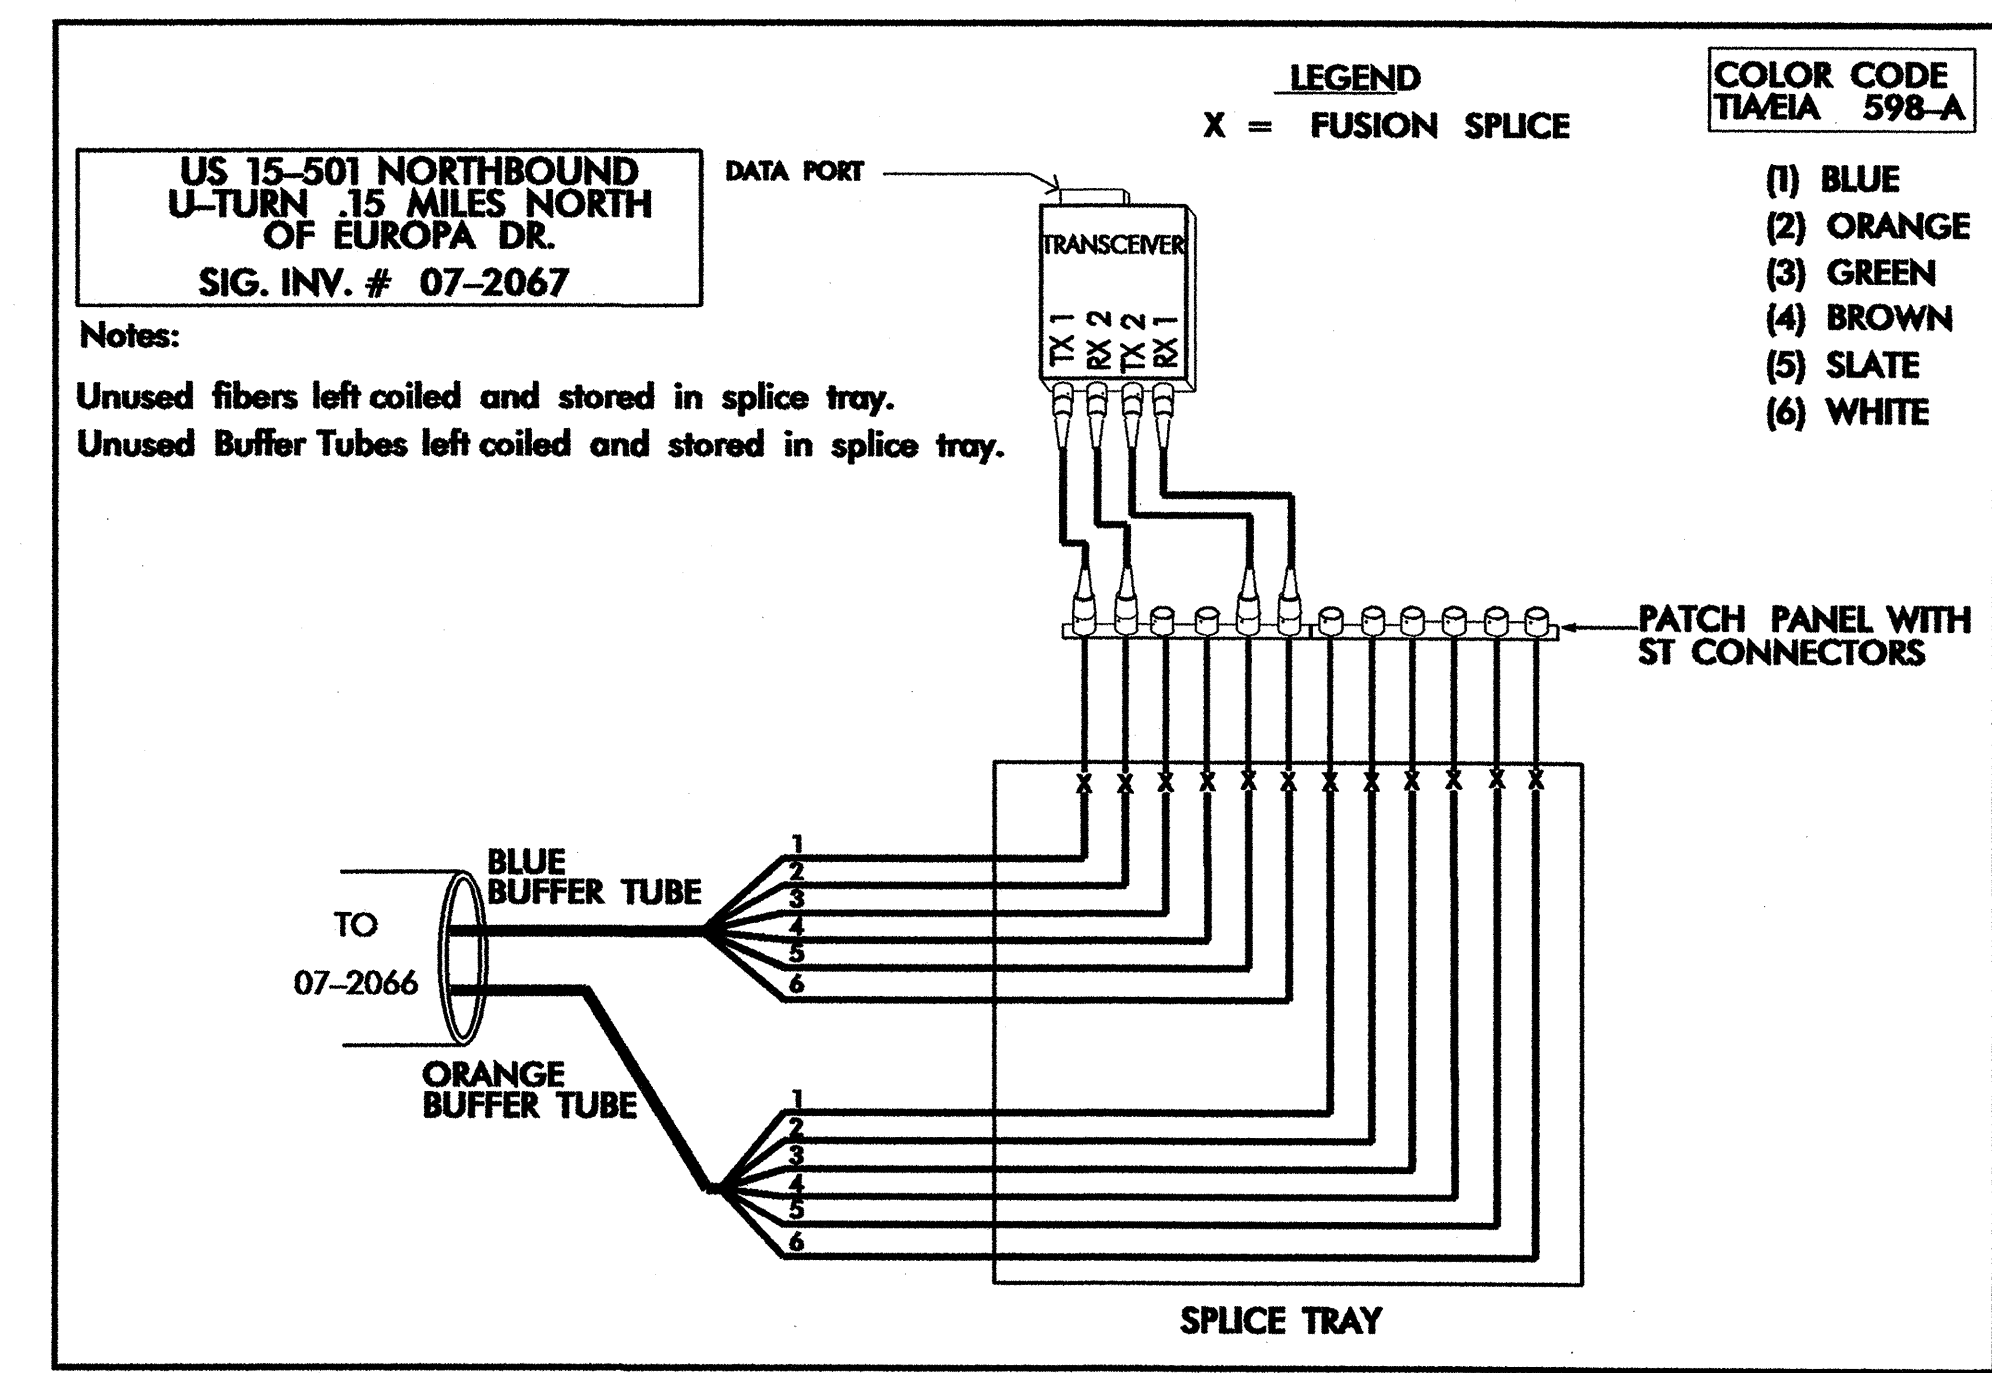 LEGEND
X = FUSION SPLICE
COLOR CODE
TIA/EIA 598-A
(1) BLUE
(2) ORANGE
(3) GREEN
(4) BROWN
(5) SLATE
(6) WHITE
US 15-501 NORTHBOUND
U-TURN .15 MILES NORTH
OF EUROPA DR.
SIG. INV. # 07-2067
Notes:
Unused fibers left coiled and stored in splice tray.
Unused Buffer Tubes left coiled and stored in splice tray.
DATA PORT
TRANSCEIVER
TX 1
RX 2
TX 2
RX 1
PATCH PANEL WITH
ST CONNECTORS
X X X X X X X X X X X X
BLUE
BUFFER TUBE
1
2
3
4
5
6
TO
07-2066
ORANGE
BUFFER TUBE
1
2
3
4
5
6
SPLICE TRAY